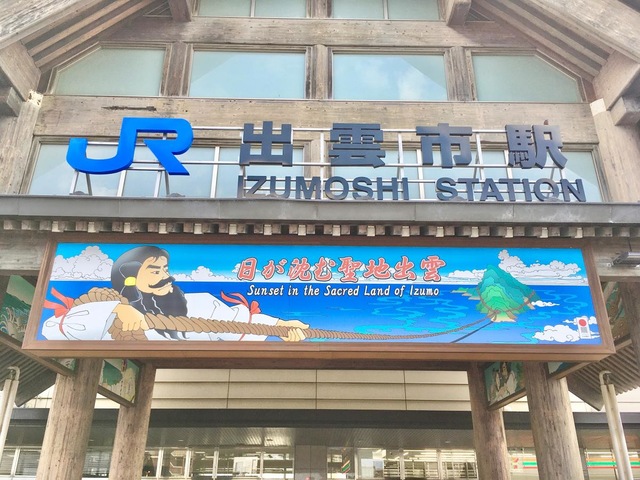 JR 出雲市駅
IZUMOSHI STATION
日が沈む聖地出雲
Sunset in the Sacred Land of Izumo